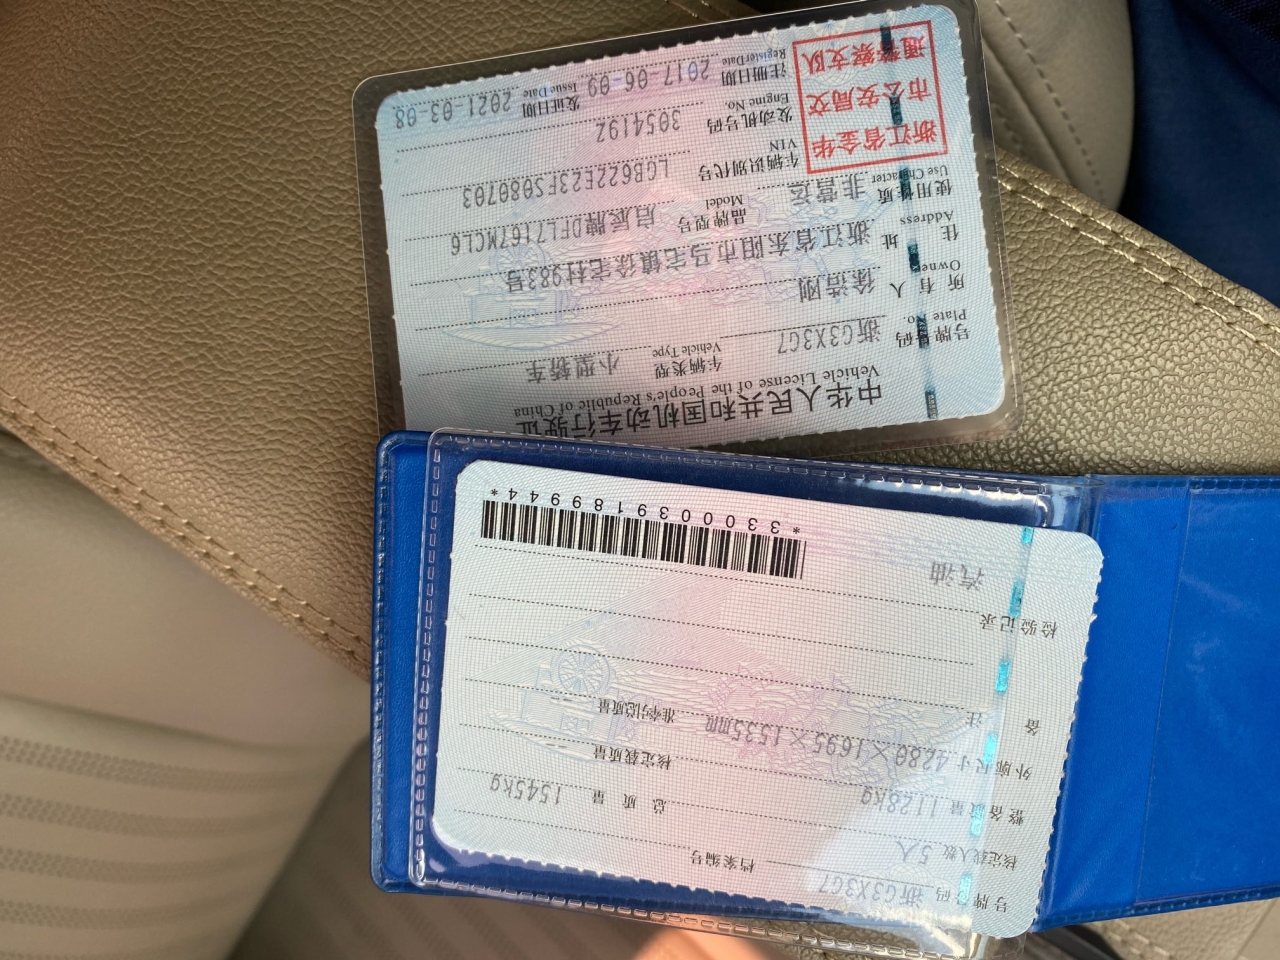 中华人民共和国机动车行驶证
Vehicle License of the People's Republic of China
号牌号码 浙G3X3G7 车辆类型 小型轿车
Plate No. Vehicle Type
所有人 徐浩刚
Owner
住址 浙江省东阳市马宅镇徐宅村983号
Address
使用性质 非营运 品牌型号 启辰牌DFL7167MCL6
Use Character Model
浙江省金华
市公安局交
通警察支队
车辆识别代号 LGB622E23FS080703
VIN
发动机号码 305419Z
Engine No.
注册日期 2017-06-09 发证日期 2021-03-08
Register Date Issue Date
号牌号码 浙G3X3G7 档案编号
核定载人数 5人 总质量 1545kg
整备质量 1128kg 核定载质量
外廓尺寸 4280×1695×1535mm 准牵引总质量
备注
检验记录
汽油
*3300039189944*